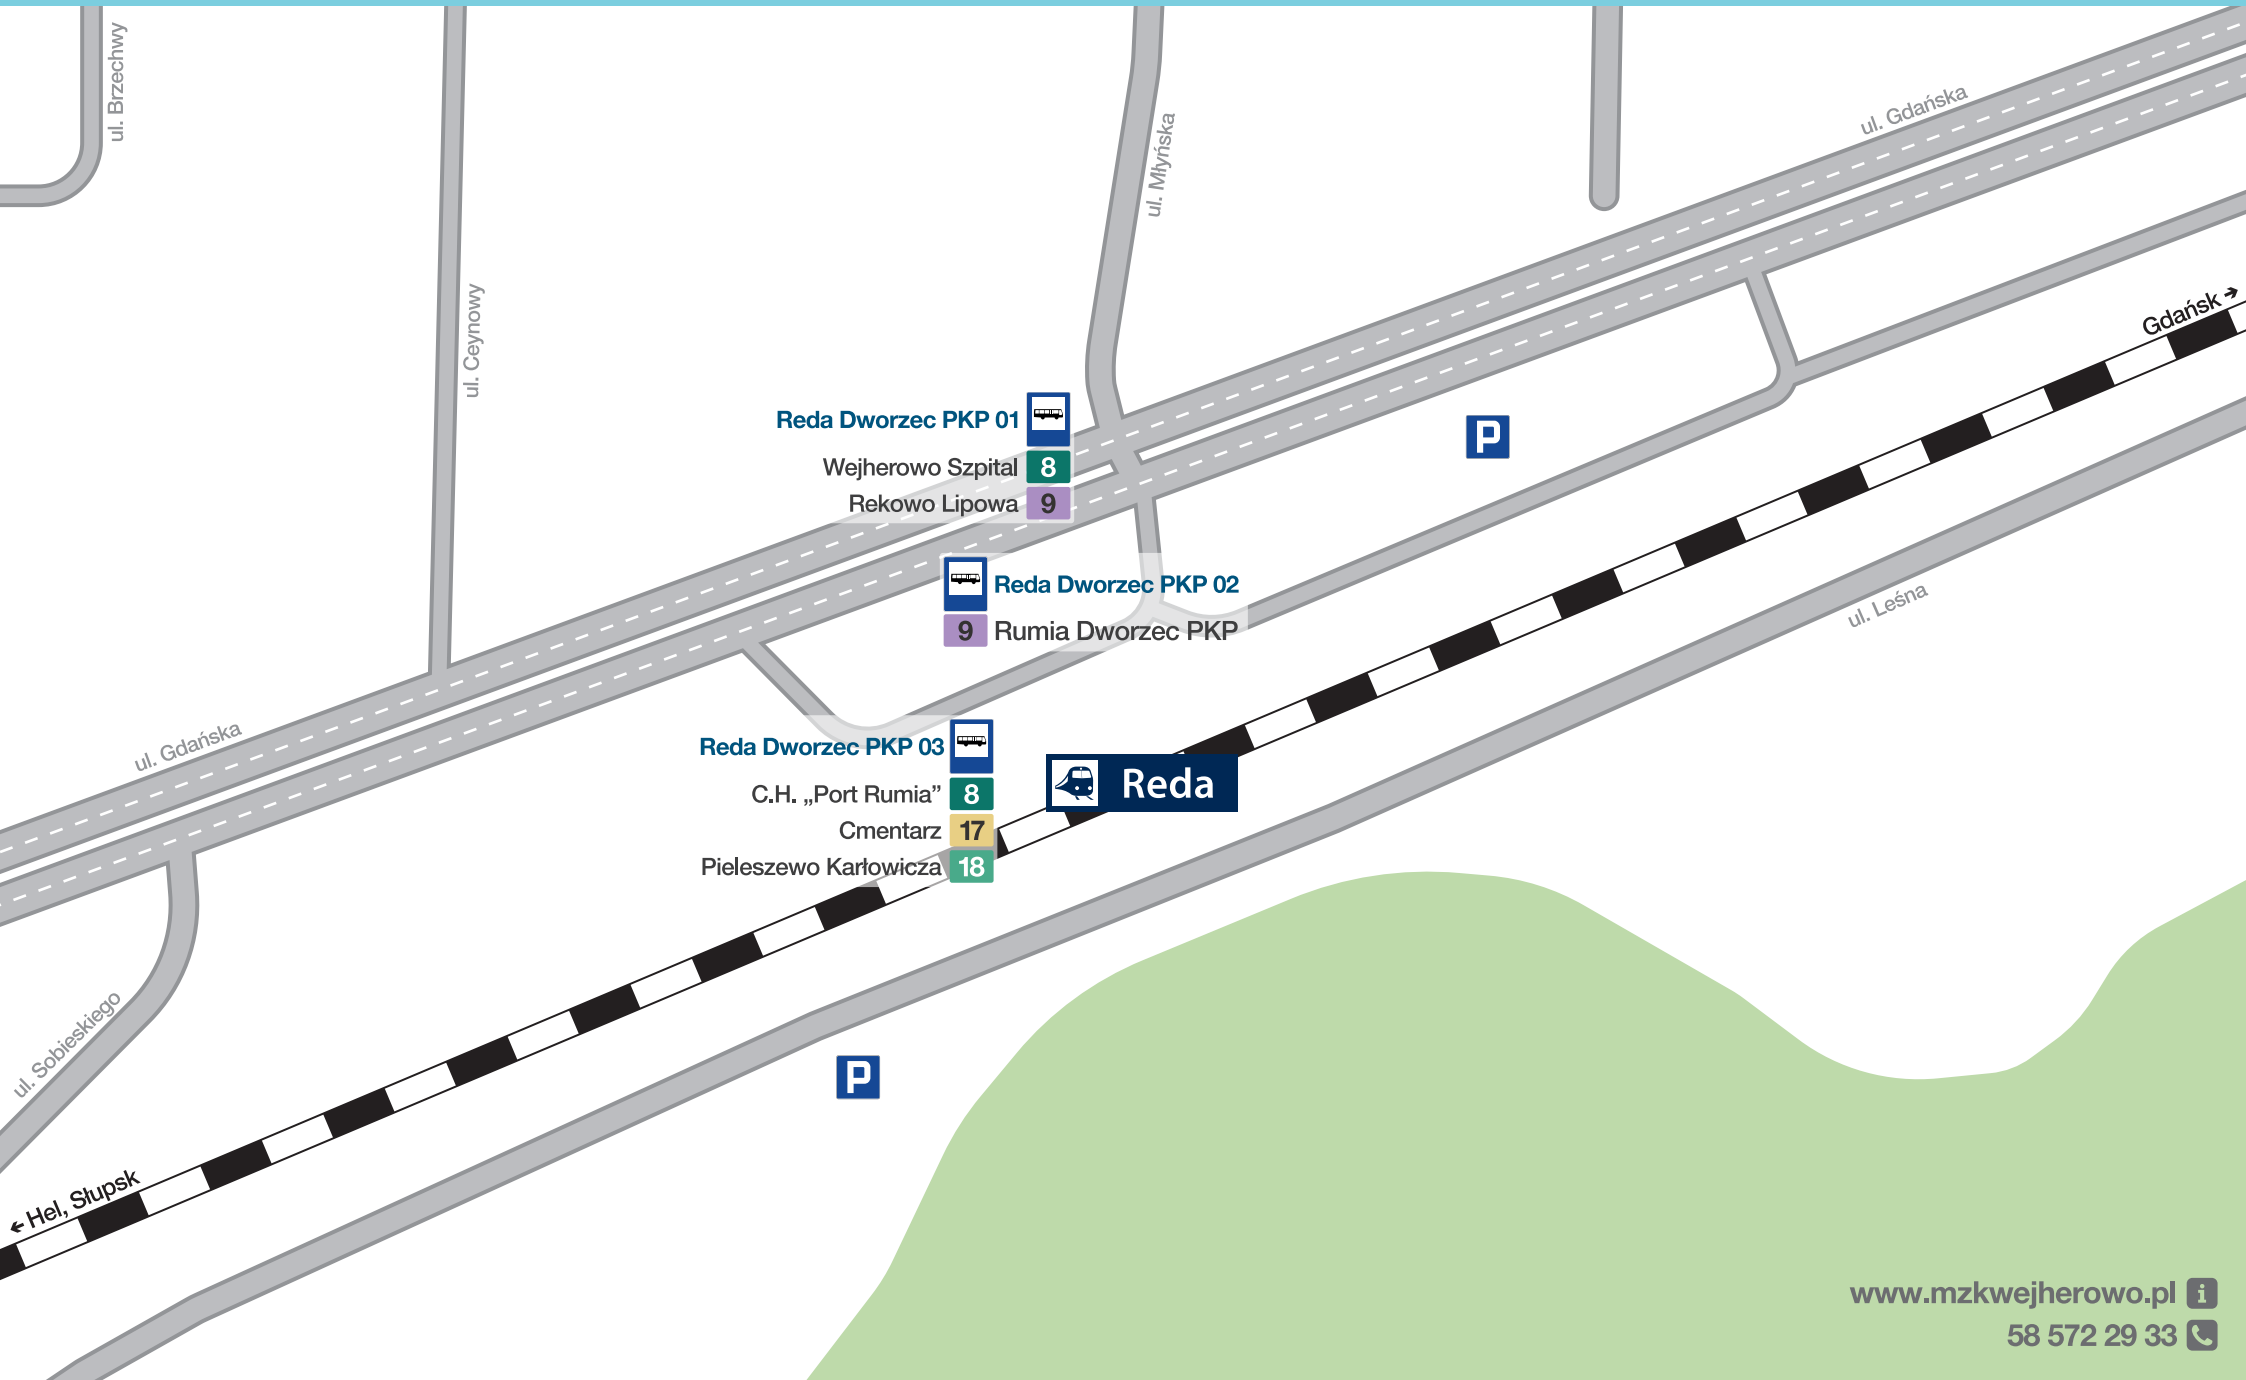 ul. Brzechwy
ul. Ceynowy
ul. Młyńska
ul. Gdańska
Gdańsk →
Reda Dworzec PKP 01
Wejherowo Szpital 8
Rekowo Lipowa 9
P
Reda Dworzec PKP 02
9 Rumia Dworzec PKP
ul. Leśna
ul. Gdańska
Reda Dworzec PKP 03
C.H. „Port Rumia” 8
Cmentarz 17
Pieleszewo Karłowicza 18
Reda
ul. Sobieskiego
P
← Hel, Słupsk
www.mzkwejherowo.pl i
58 572 29 33